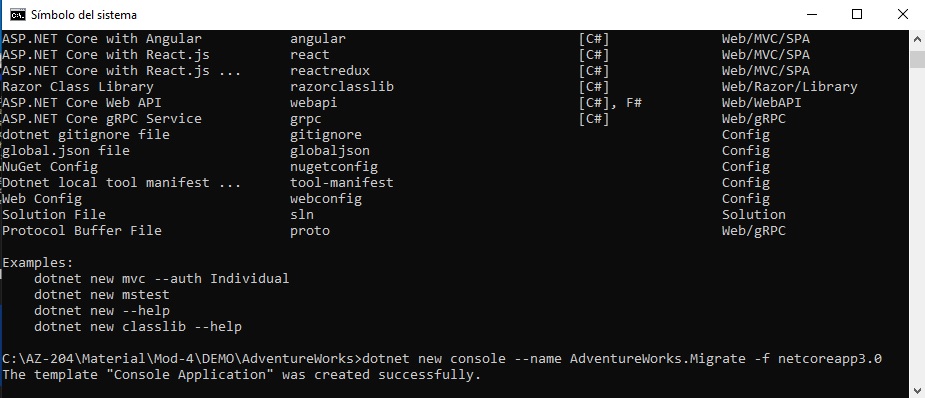 Símbolo del sistema
ASP.NET Core with Angular angular [C#] Web/MVC/SPA
ASP.NET Core with React.js react [C#] Web/MVC/SPA
ASP.NET Core with React.js ... reactredux [C#] Web/MVC/SPA
Razor Class Library razorclasslib [C#] Web/Razor/Library
ASP.NET Core Web API webapi [C#], F# Web/WebAPI
ASP.NET Core gRPC Service grpc [C#] Web/gRPC
dotnet gitignore file gitignore Config
global.json file globaljson Config
NuGet Config nugetconfig Config
Dotnet local tool manifest ... tool-manifest Config
Web Config webconfig Config
Solution File sln Solution
Protocol Buffer File proto Web/gRPC
Examples:
dotnet new mvc --auth Individual
dotnet new mstest
dotnet new --help
dotnet new classlib --help
C:\AZ-204\Material\Mod-4\DEMO\AdventureWorks>dotnet new console --name AdventureWorks.Migrate -f netcoreapp3.0
The template "Console Application" was created successfully.